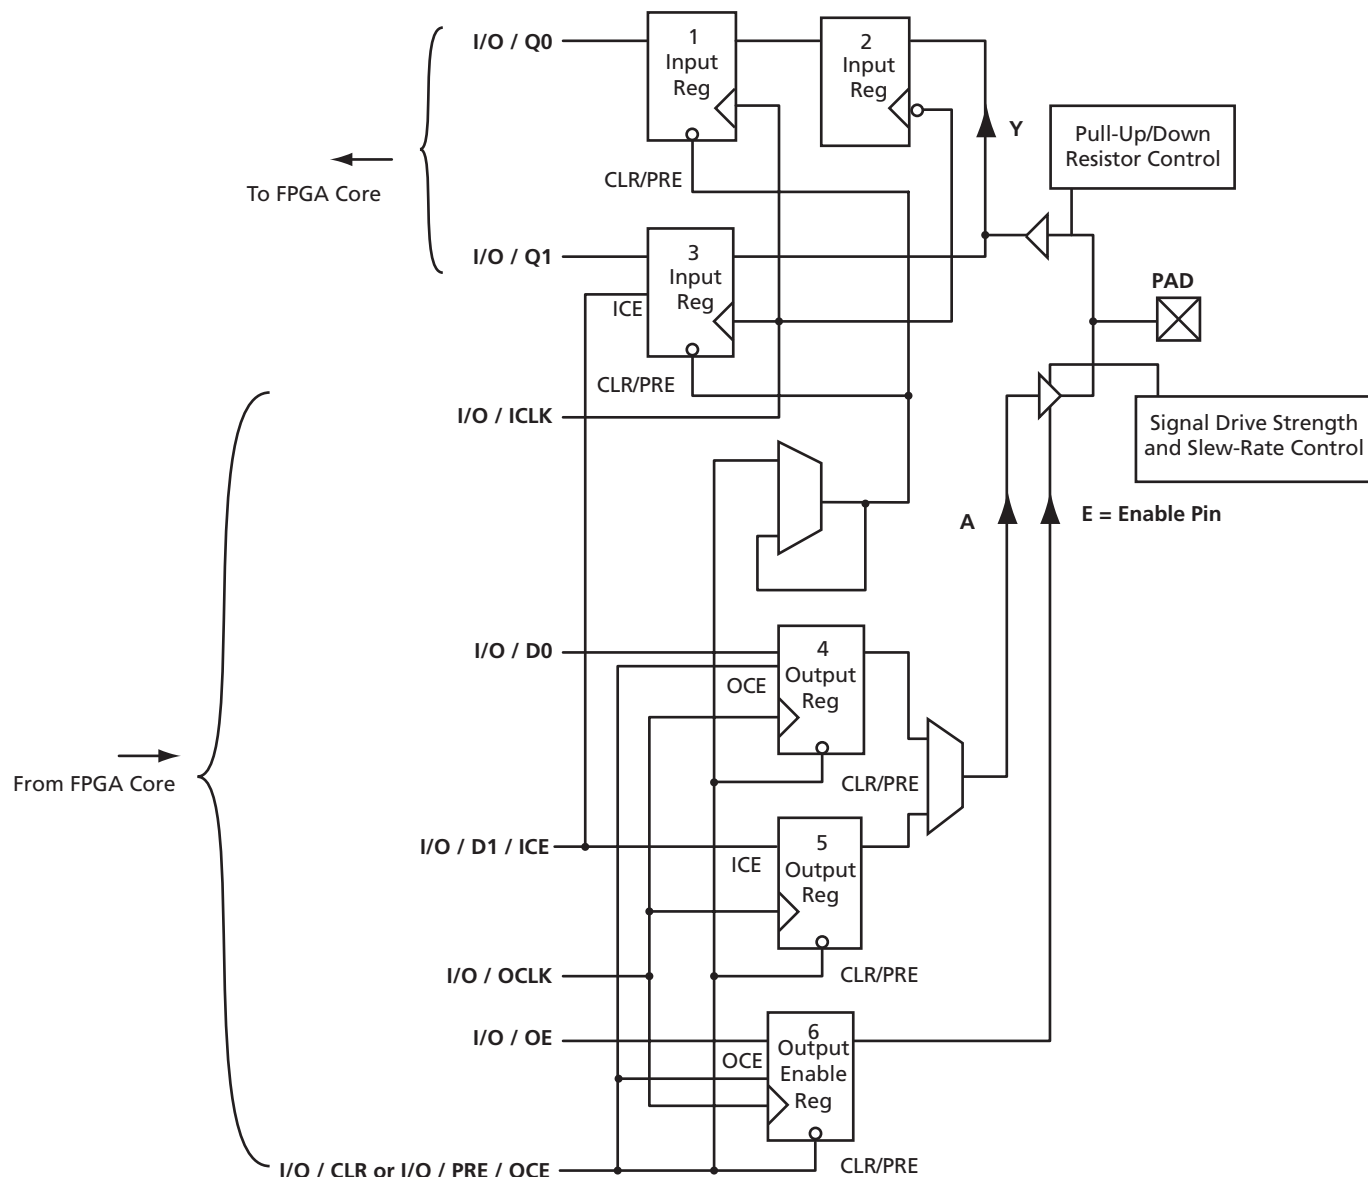 I/O / Q0
1
Input
Reg
2
Input
Reg
Y
Pull-Up/Down
Resistor Control
To FPGA Core
CLR/PRE
I/O / Q1
3
Input
Reg
ICE
PAD
CLR/PRE
I/O / ICLK
Signal Drive Strength
and Slew-Rate Control
A
E = Enable Pin
I/O / D0
4
Output
Reg
OCE
CLR/PRE
From FPGA Core
I/O / D1 / ICE
5
Output
Reg
ICE
I/O / OCLK
CLR/PRE
I/O / OE
6
Output
Enable
Reg
OCE
I/O / CLR or I/O / PRE / OCE
CLR/PRE